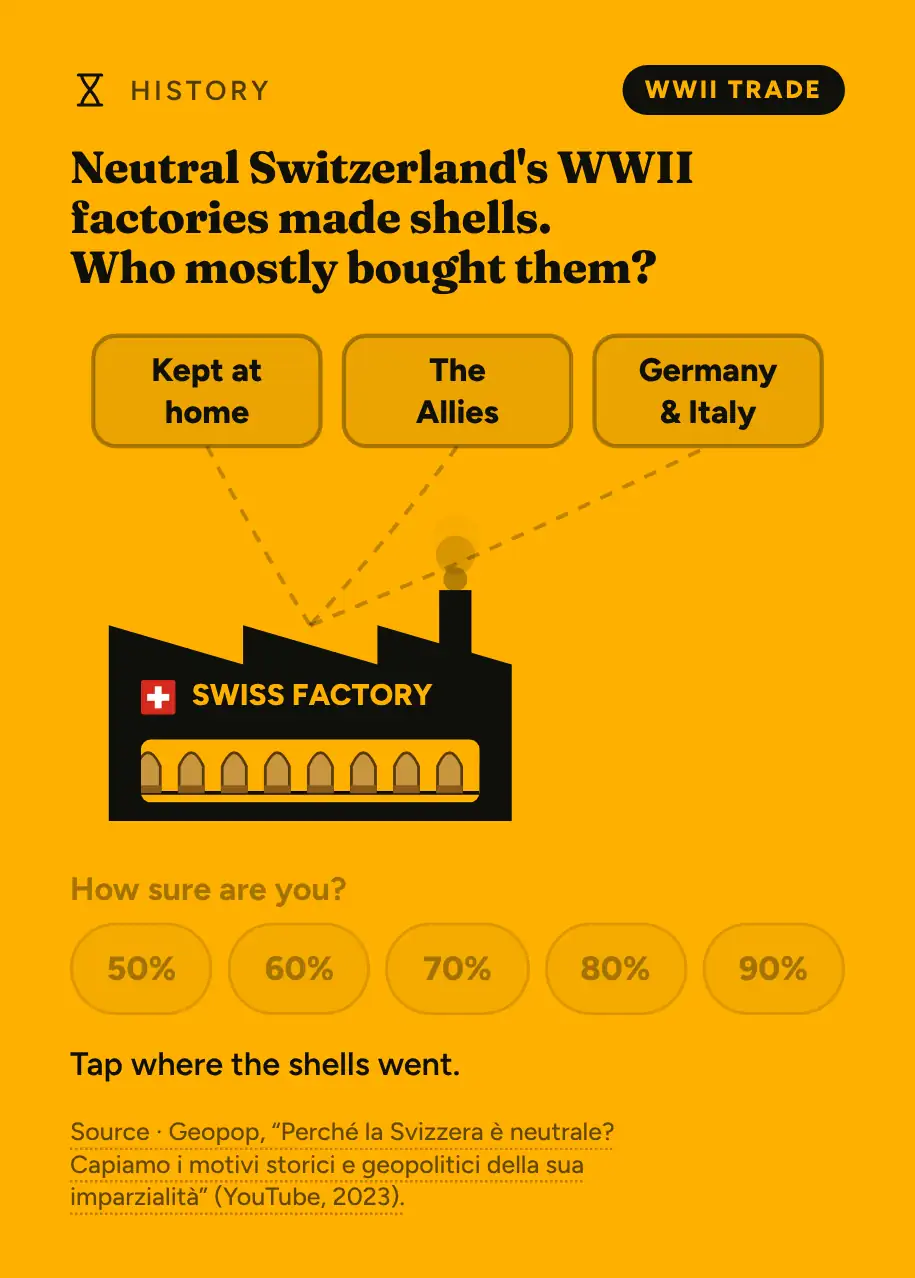 HISTORY
WWII TRADE
Neutral Switzerland's WWII
factories made shells.
Who mostly bought them?
Kept at
home
The
Allies
Germany
& Italy
SWISS FACTORY
How sure are you?
50%
60%
70%
80%
90%
Tap where the shells went.
Source · Geopop, “Perché la Svizzera è neutrale?
Capiamo i motivi storici e geopolitici della sua
imparzialità” (YouTube, 2023).